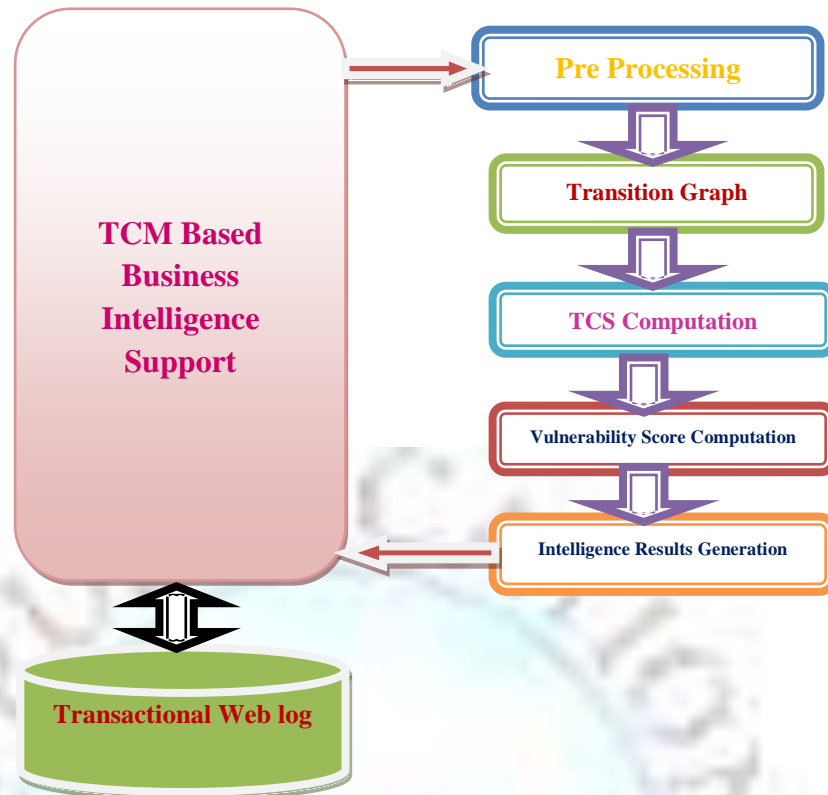 TCM Based
Business
Intelligence
Support
Transactional Web log
Pre Processing
Transition Graph
TCS Computation
Vulnerability Score Computation
Intelligence Results Generation